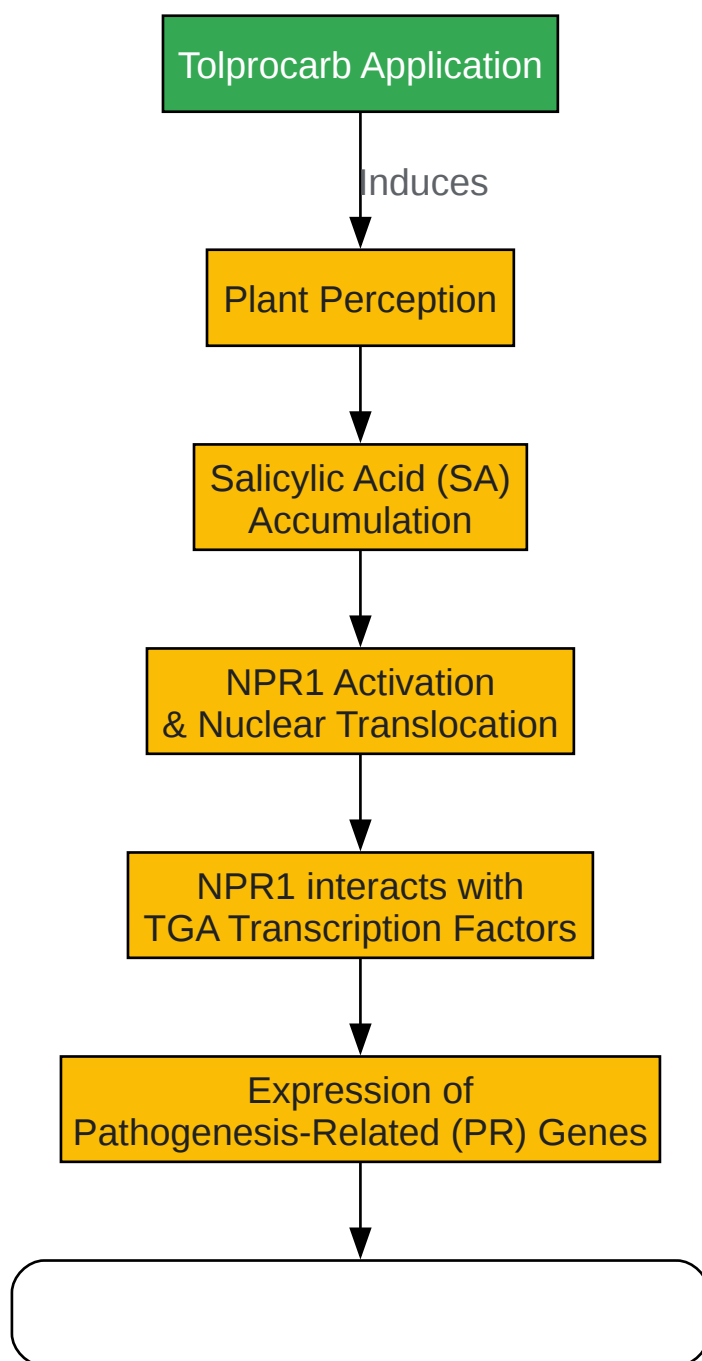 Tolprocarb Application
Induces
Plant Perception
Salicylic Acid (SA)
Accumulation
NPR1 Activation
& Nuclear Translocation
NPR1 interacts with
TGA Transcription Factors
Expression of
Pathogenesis-Related (PR) Genes